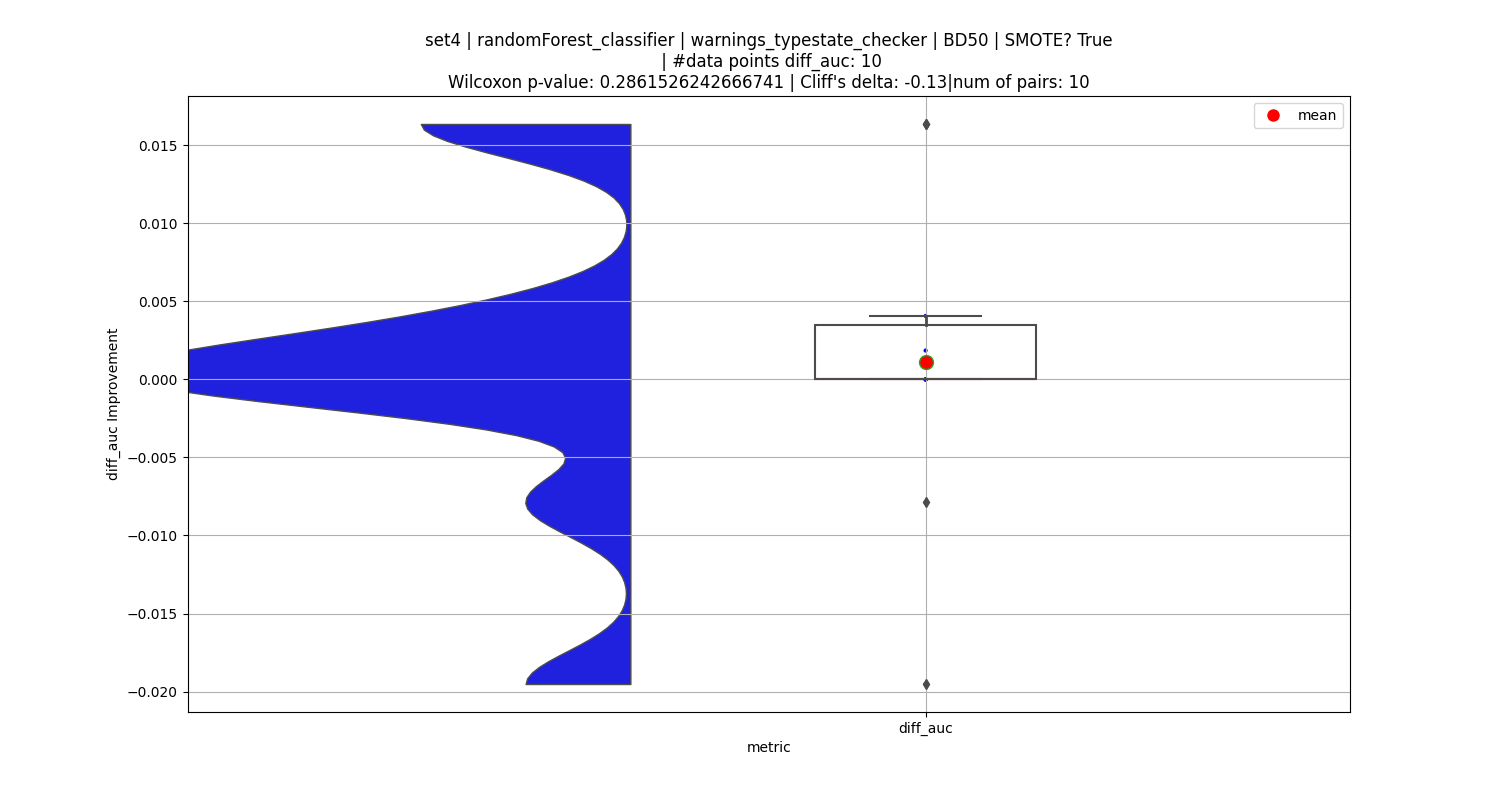 set4 | randomForest_classifier | warnings_typestate_checker | BD50 | SMOTE? True
| #data points diff_auc: 10
Wilcoxon p-value: 0.2861526242666741 | Cliff's delta: -0.13|num of pairs: 10
mean
0.015
0.010
0.005
0.000
−0.005
−0.010
−0.015
−0.020
diff_auc Improvement
diff_auc
metric